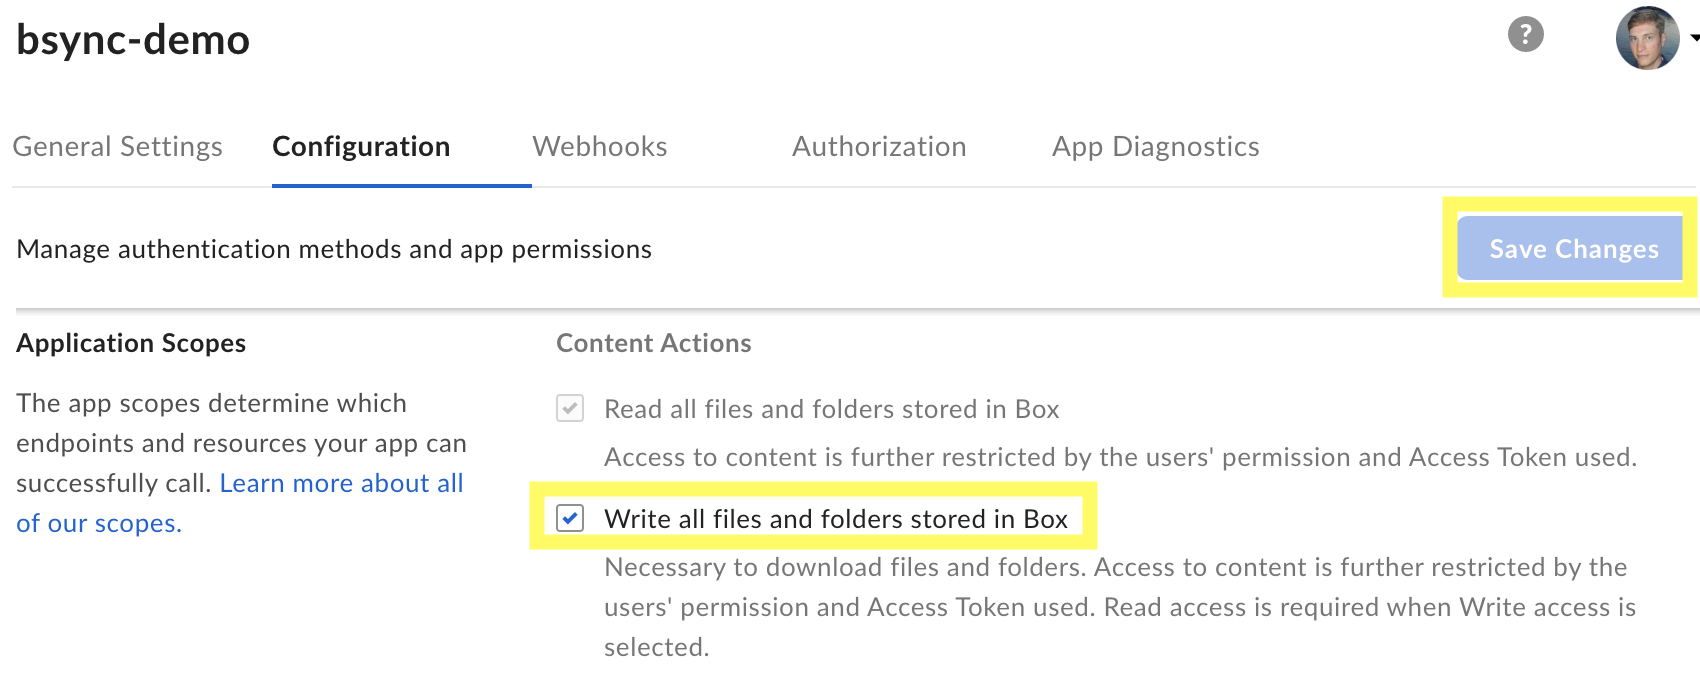 bsync-demo
?
General Settings Configuration Webhooks Authorization App Diagnostics
Manage authentication methods and app permissions
Save Changes
Application Scopes
The app scopes determine which
endpoints and resources your app can
successfully call. Learn more about all
of our scopes.
Content Actions
Read all files and folders stored in Box
Access to content is further restricted by the users' permission and Access Token used.
Write all files and folders stored in Box
Necessary to download files and folders. Access to content is further restricted by the
users' permission and Access Token used. Read access is required when Write access is
selected.